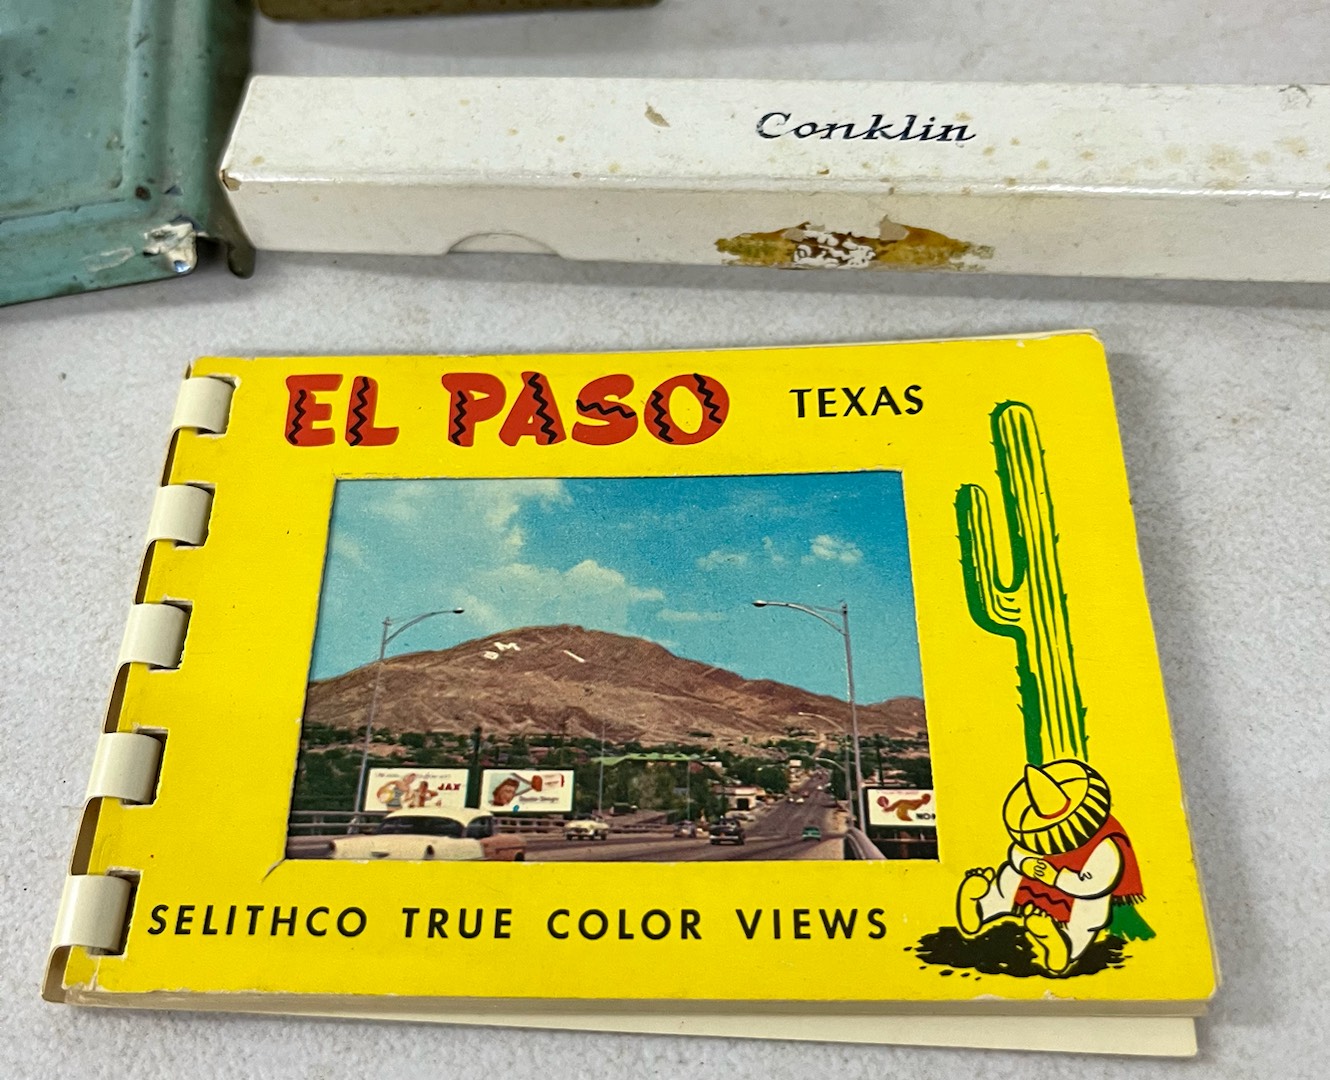 Conklin
EL PASO TEXAS
JAX
SELITHCO TRUE COLOR VIEWS